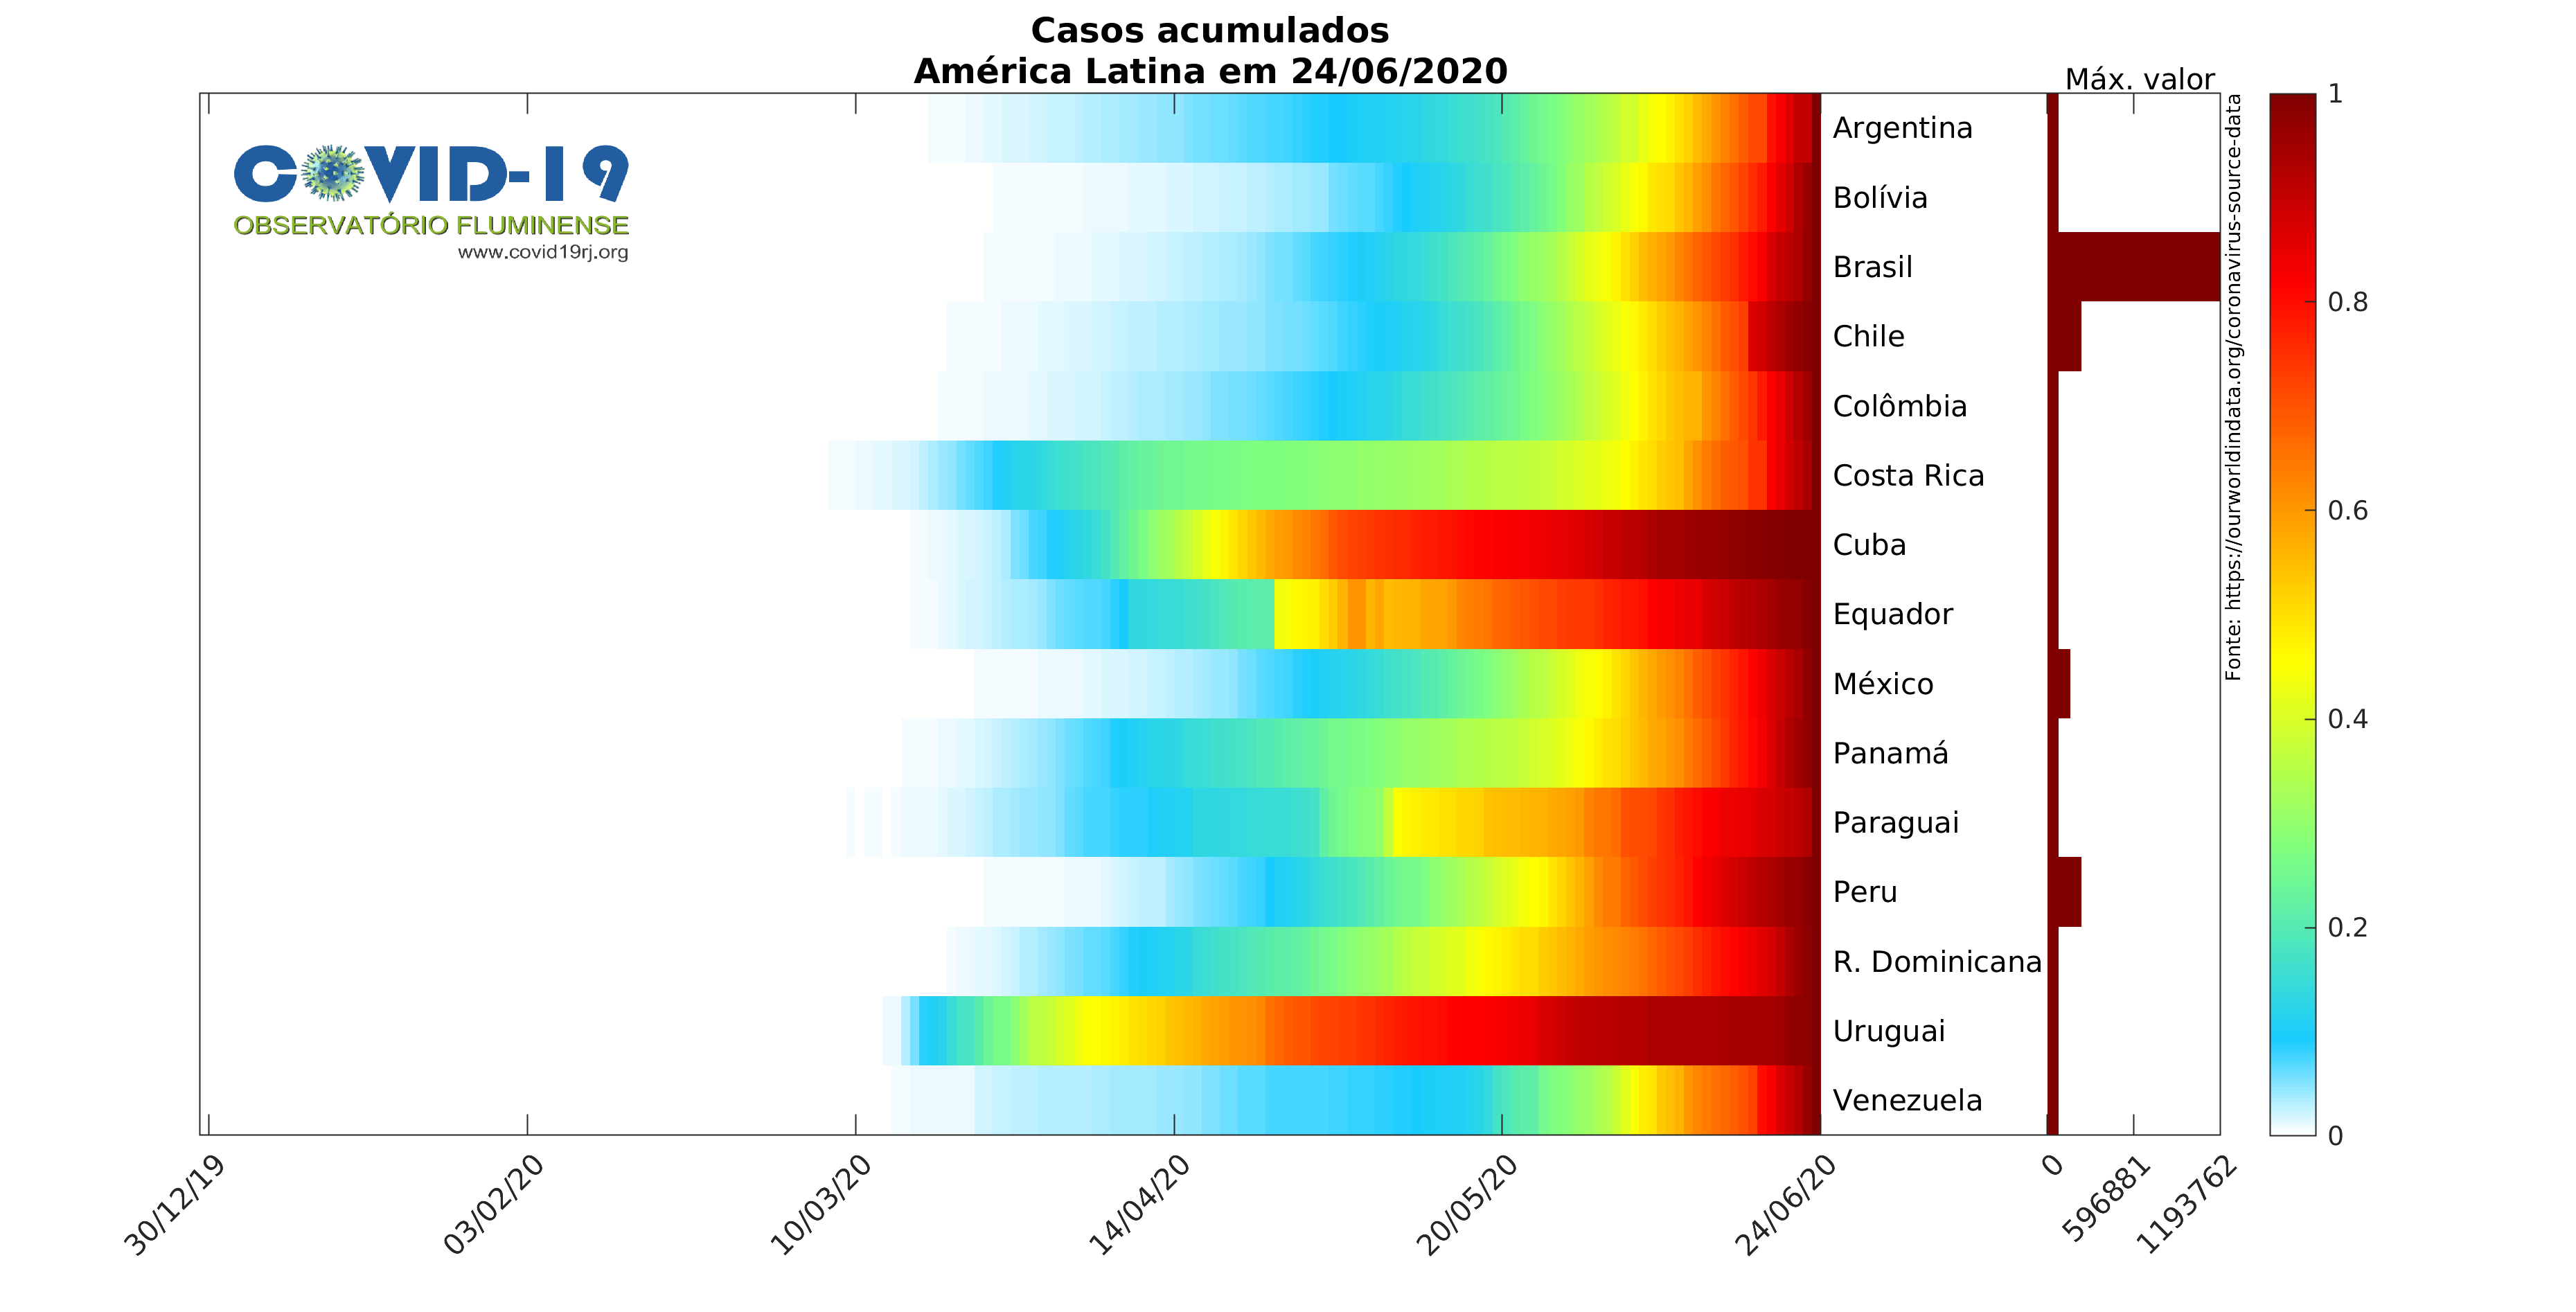 Casos acumulados
América Latina em 24/06/2020
Máx. valor
COVID-19
OBSERVATÓRIO FLUMINENSE
www.covid19rj.org
Argentina
Bolívia
Brasil
Chile
Colômbia
Costa Rica
Cuba
Equador
México
Panamá
Paraguai
Peru
R. Dominicana
Uruguai
Venezuela
Fonte: https://ourworldindata.org/coronavirus-source-data
1
0.8
0.6
0.4
0.2
0
30/12/19
03/02/20
10/03/20
14/04/20
20/05/20
24/06/20
0
596881
1193762